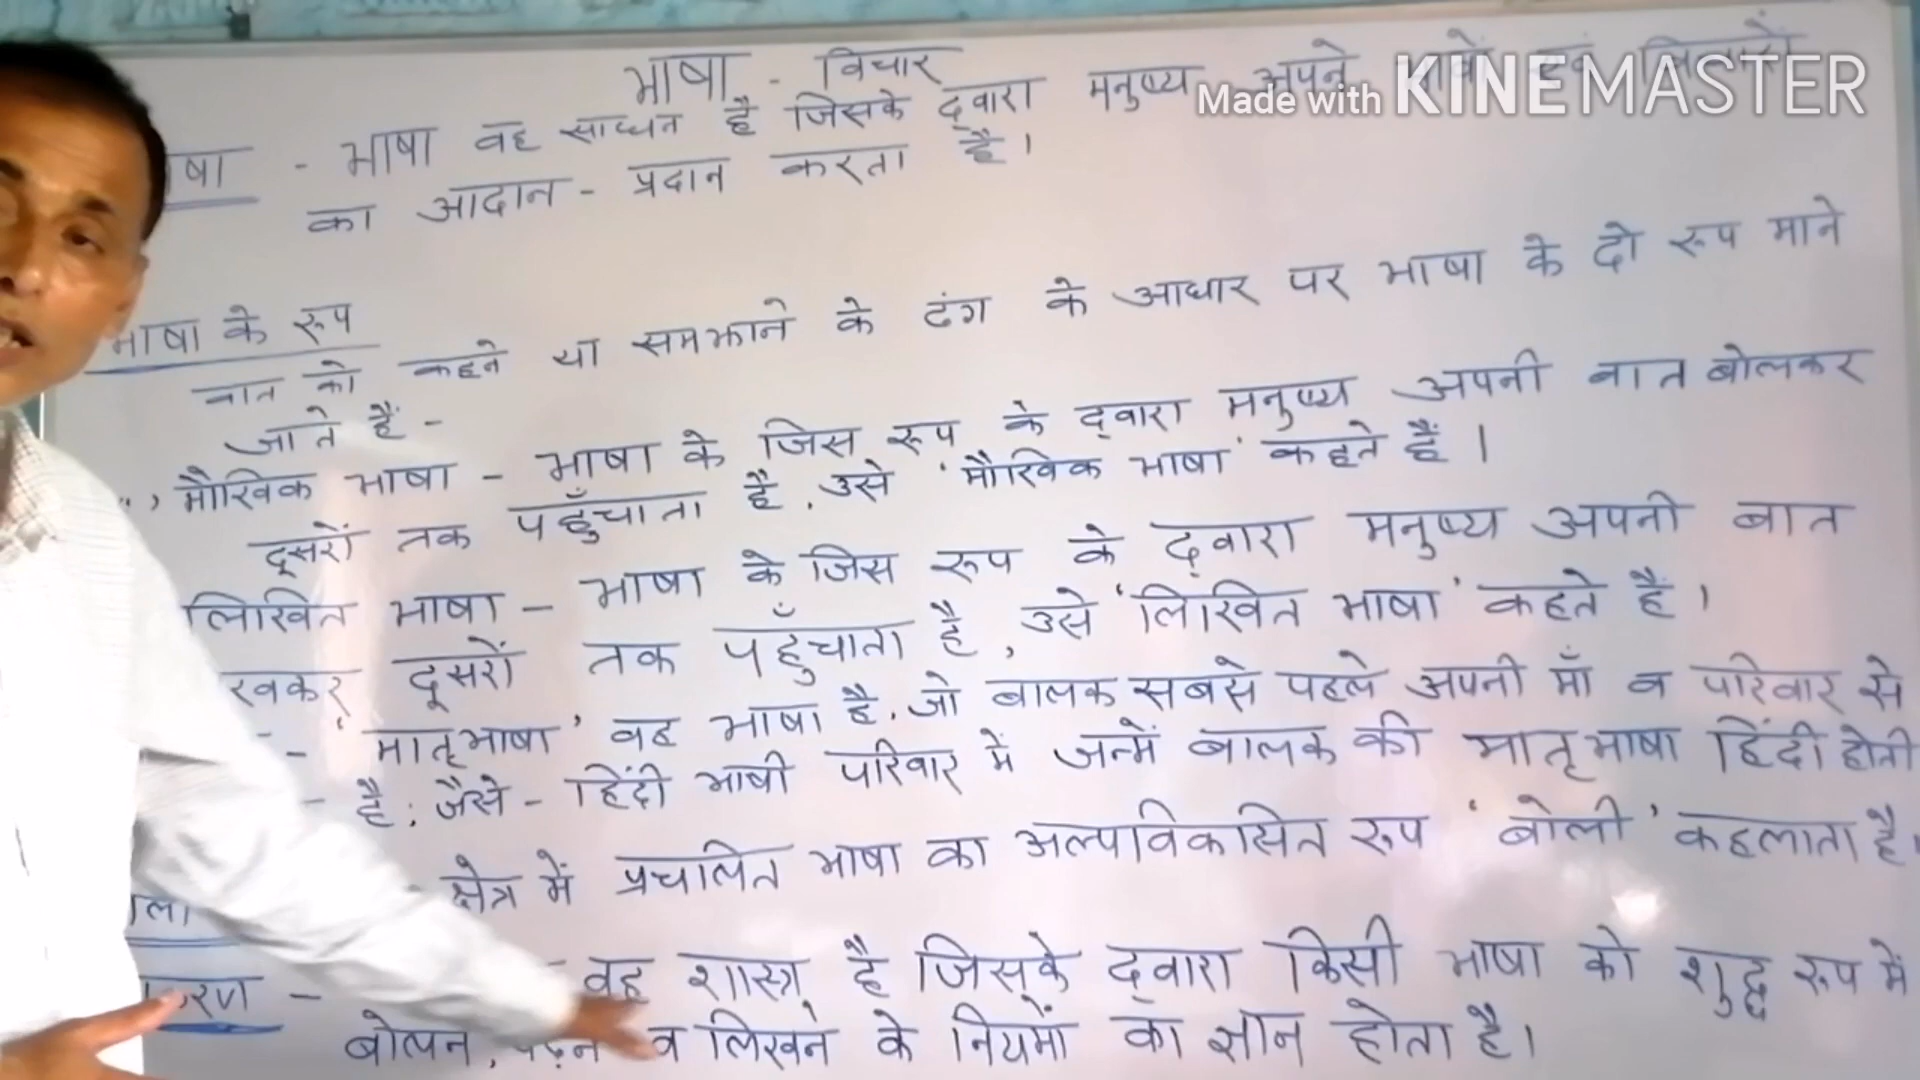 भाषा - विचार
Made with KINEMASTER
षा - भाषा वह साधन है जिसके द्वारा मनुष्य अपने
का आदान - प्रदान करता है।
भाषा के रूप
बात को कहने या समझाने के ढंग के आधार पर भाषा के दो रूप माने
जाते हैं -
मौखिक भाषा - भाषा के जिस रूप के द्वारा मनुष्य अपनी बात बोलकर
दूसरों तक पहुँचाता है, उसे 'मौखिक भाषा' कहते हैं।
लिखित भाषा - भाषा के जिस रूप के द्वारा मनुष्य अपनी बात
खकर दूसरों तक पहुँचाता है, उसे 'लिखित भाषा' कहते हैं।
- 'मातृभाषा' वह भाषा है, जो बालक सबसे पहले अपनी माँ व परिवार से
है; जैसे - हिंदी भाषी परिवार में जन्में बालक की मातृभाषा हिंदी होती
क्षेत्र में प्रचलित भाषा का अल्पविकसित रूप 'बोली' कहलाता है।
करण - वह शास्त्र है जिसके द्वारा किसी भाषा को शुद्ध रूप में
बोलने, व लिखने के नियमों का ज्ञान होता है।